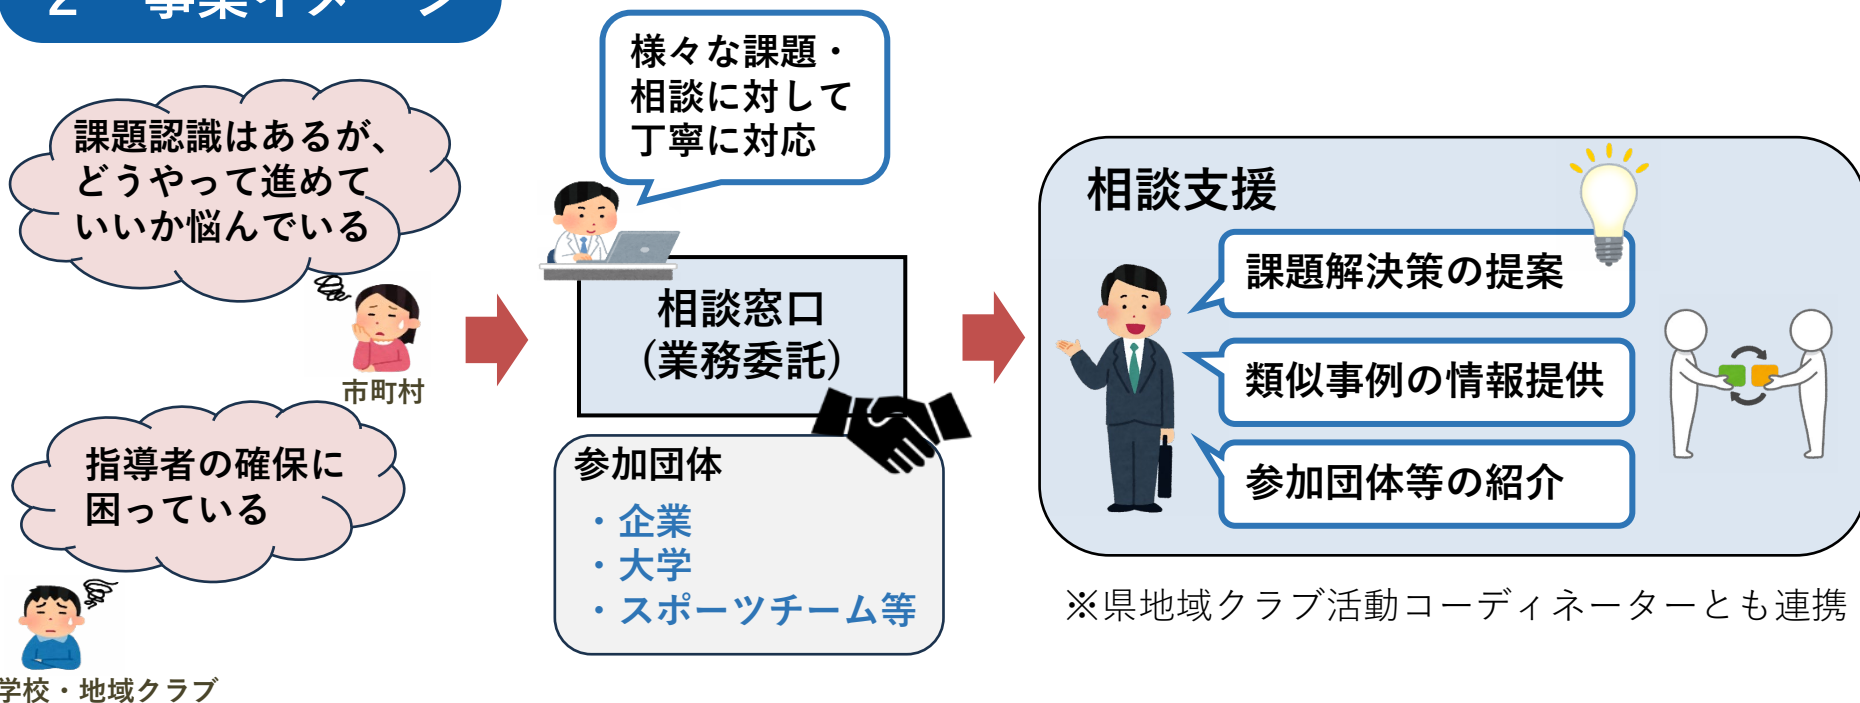 2 事業イメージ
課題認識はあるが、
どうやって進めて
いいか悩んでいる
市町村
指導者の確保に
困っている
学校・地域クラブ
様々な課題・
相談に対して
丁寧に対応
相談窓口
(業務委託)
参加団体
・企業
・大学
・スポーツチーム等
相談支援
課題解決策の提案
類似事例の情報提供
参加団体等の紹介
※県地域クラブ活動コーディネーターとも連携